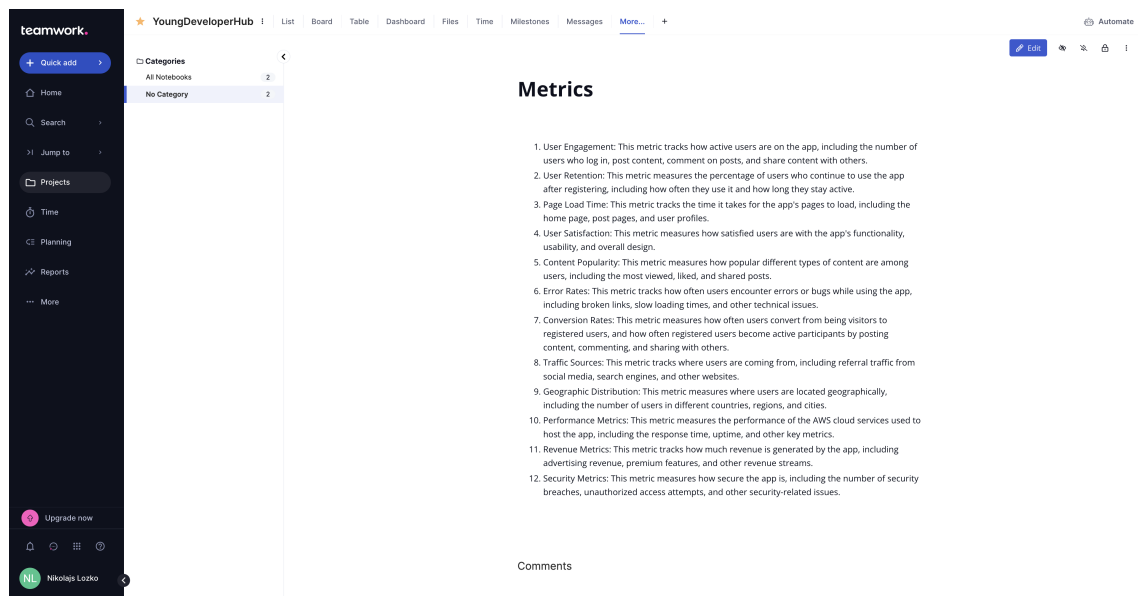 teamwork.
Quick add
Home
Search
Jump to
Projects
Time
Planning
Reports
More
Upgrade now
NL Nikolajs Lozko
YoungDeveloperHub List Board Table Dashboard Files Time Milestones Messages More... + Automate
Categories
All Notebooks 2
No Category 2
Edit
Metrics
1. User Engagement: This metric tracks how active users are on the app, including the number of
users who log in, post content, comment on posts, and share content with others.
2. User Retention: This metric measures the percentage of users who continue to use the app
after registering, including how often they use it and how long they stay active.
3. Page Load Time: This metric tracks the time it takes for the app's pages to load, including the
home page, post pages, and user profiles.
4. User Satisfaction: This metric measures how satisfied users are with the app's functionality,
usability, and overall design.
5. Content Popularity: This metric measures how popular different types of content are among
users, including the most viewed, liked, and shared posts.
6. Error Rates: This metric tracks how often users encounter errors or bugs while using the app,
including broken links, slow loading times, and other technical issues.
7. Conversion Rates: This metric measures how often users convert from being visitors to
registered users, and how often registered users become active participants by posting
content, commenting, and sharing with others.
8. Traffic Sources: This metric tracks where users are coming from, including referral traffic from
social media, search engines, and other websites.
9. Geographic Distribution: This metric measures where users are located geographically,
including the number of users in different countries, regions, and cities.
10. Performance Metrics: This metric measures the performance of the AWS cloud services used to
host the app, including the response time, uptime, and other key metrics.
11. Revenue Metrics: This metric tracks how much revenue is generated by the app, including
advertising revenue, premium features, and other revenue streams.
12. Security Metrics: This metric measures how secure the app is, including the number of security
breaches, unauthorized access attempts, and other security-related issues.
Comments